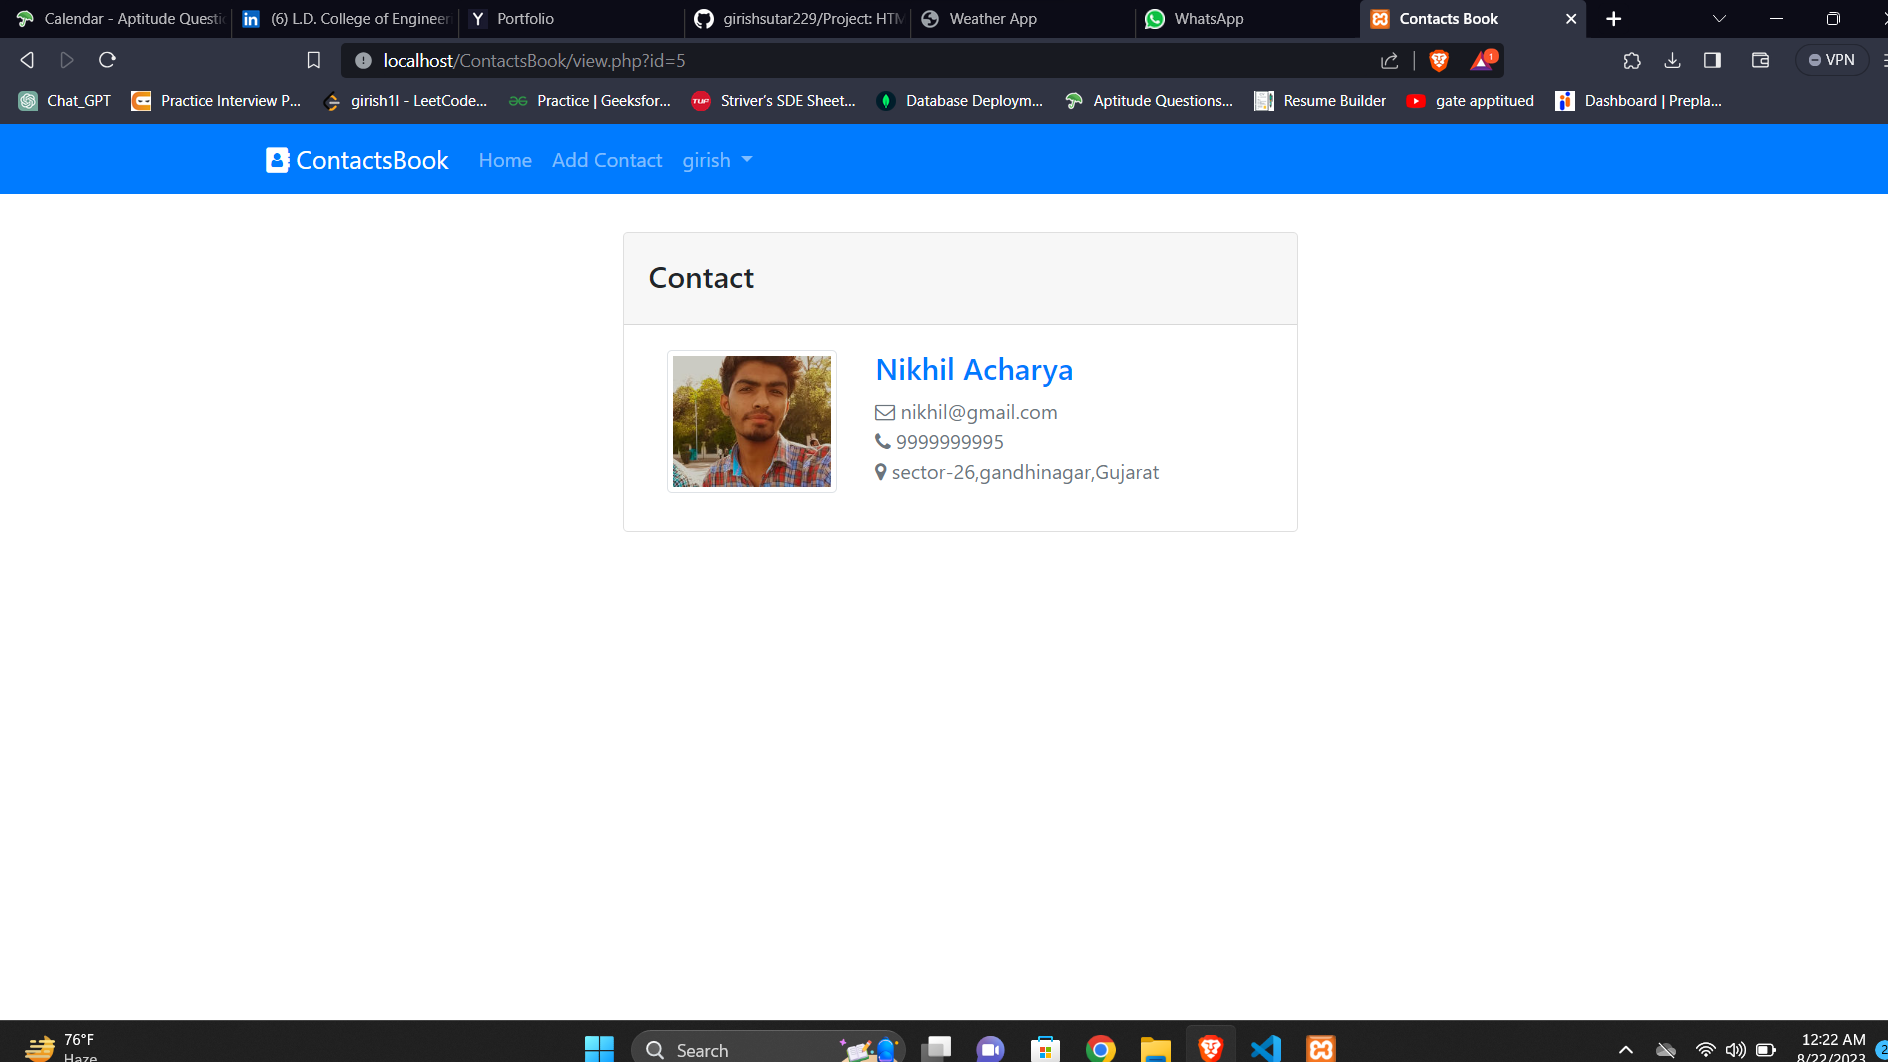 Calendar - Aptitude Questi
(6) L.D. College of Engineer
Portfolio
girishsutar229/Project: HTM
Weather App
WhatsApp
Contacts Book
localhost/ContactsBook/view.php?id=5
1
VPN
Chat_GPT
Practice Interview P...
girish1l - LeetCode...
Practice | Geeksfor...
TUF
Striver's SDE Sheet...
Database Deploym...
Aptitude Questions...
Resume Builder
gate apptitued
Dashboard | Prepla...
ContactsBook
Home
Add Contact
girish
Contact
Nikhil Acharya
nikhil@gmail.com
9999999995
sector-26,gandhinagar,Gujarat
76°F
Haze
Search
12:22 AM
8/22/2023
2